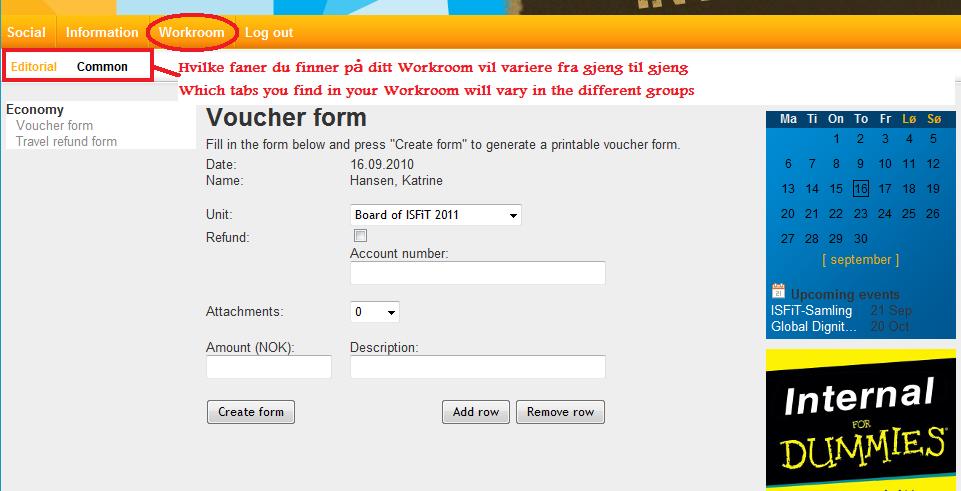 Social Information Workroom Log out
Editorial Common
Hvilke faner du finner på ditt Workroom vil variere fra gjeng til gjeng
Which tabs you find in your Workroom will vary in the different groups
Economy
Voucher form
Travel refund form
Voucher form
Fill in the form below and press "Create form" to generate a printable voucher form.
Date: 16.09.2010
Name: Hansen, Katrine
Unit: Board of ISFiT 2011
Refund:
Account number:
Attachments: 0
Amount (NOK): Description:
Create form Add row Remove row
Ma Ti On To Fr Lø Sø
1 2 3 4 5
6 7 8 9 10 11 12
13 14 15 16 17 18 19
20 21 22 23 24 25 26
27 28 29 30
[ september ]
21 Upcoming events
ISFiT-Samling 21 Sep
Global Dignit... 20 Oct
Internal
FOR
DUMMIES